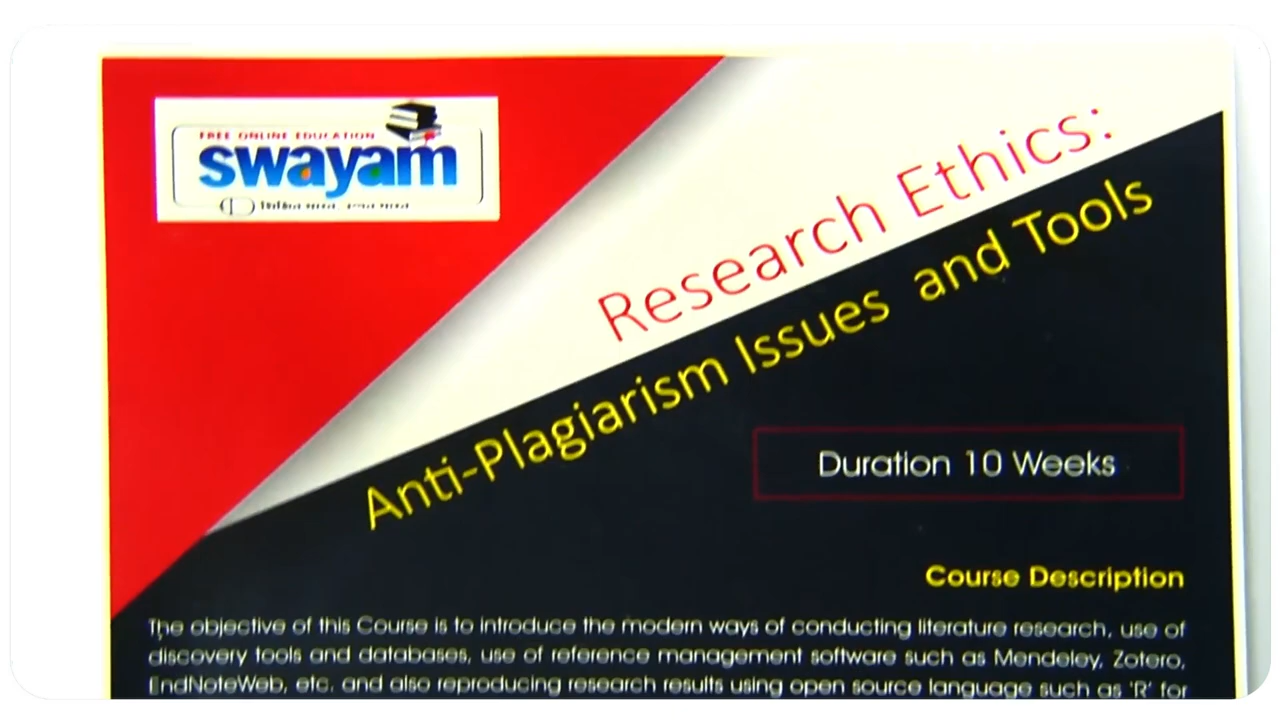 FREE ONLINE EDUCATION
swayam
Research Ethics:
Anti-Plagiarism Issues and Tools
Duration 10 Weeks
Course Description
The objective of this Course is to introduce the modern ways of conducting literature research, use of
discovery tools and databases, use of reference management software such as Mendeley, Zotero,
EndNoteWeb, etc. and also reproducing research results using open source language such as 'R' for